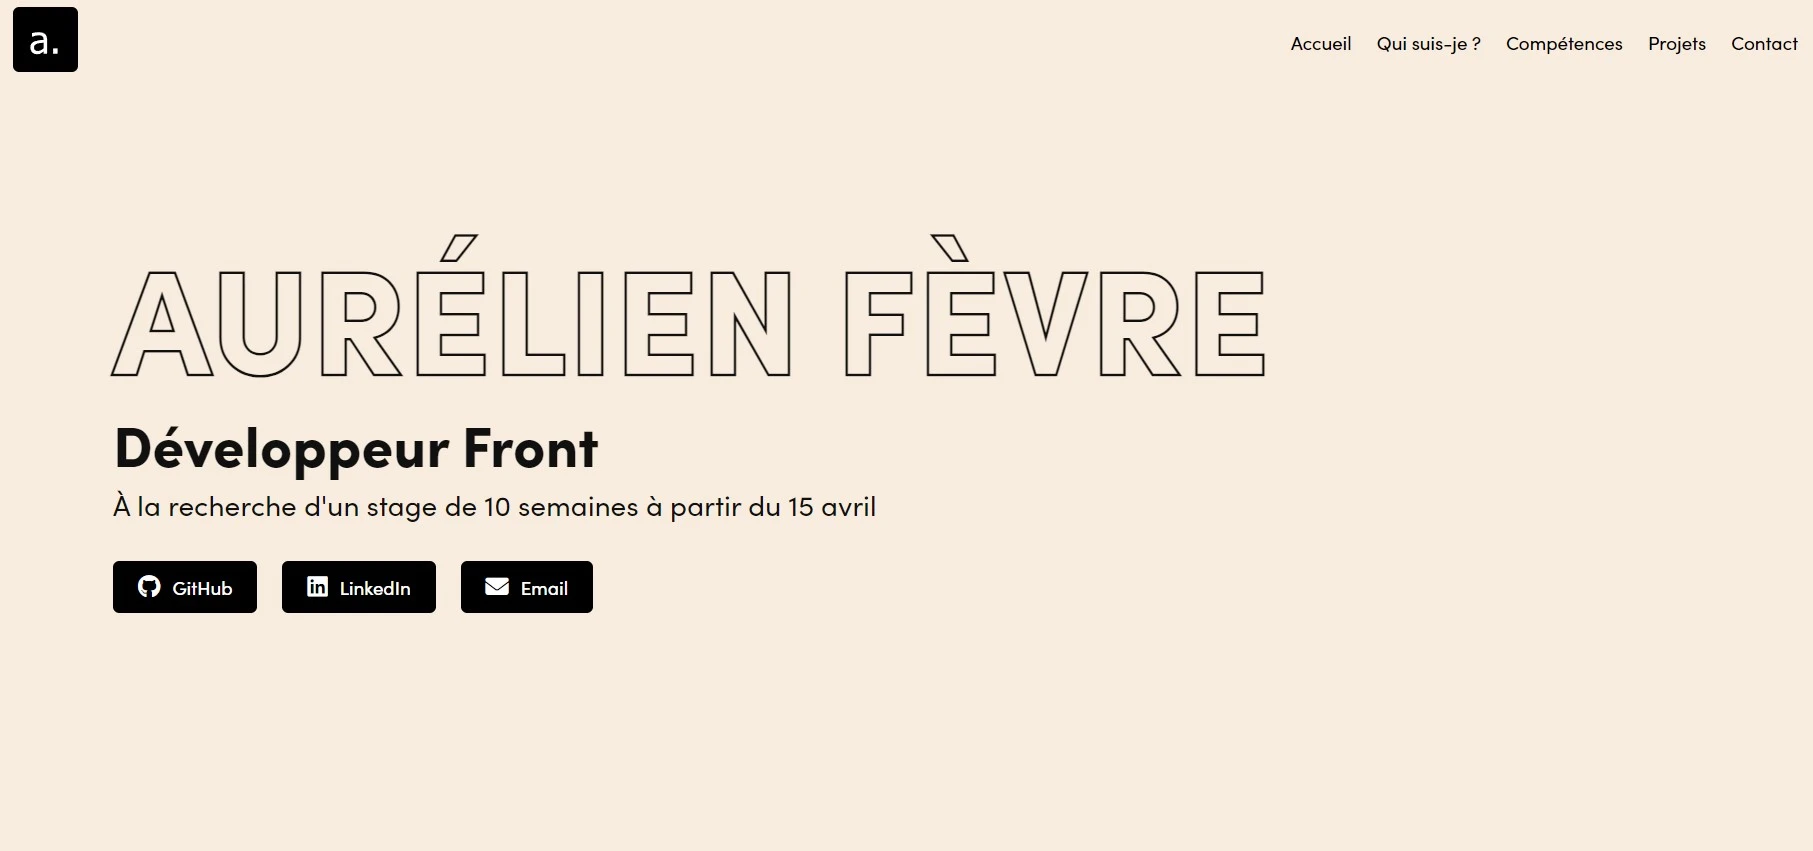 a.
Accueil Qui suis-je ? Compétences Projets Contact
AURÉLIEN FÈVRE
Développeur Front
À la recherche d'un stage de 10 semaines à partir du 15 avril
GitHub LinkedIn Email